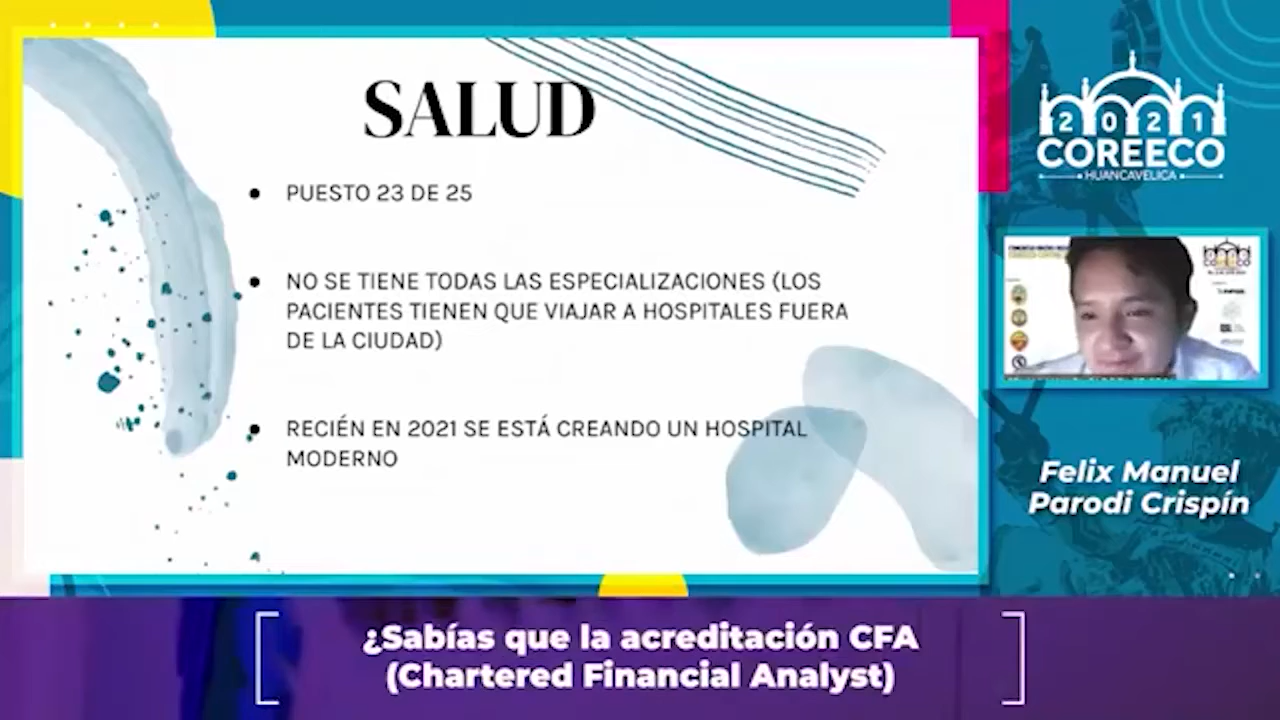 SALUD
PUESTO 23 DE 25
NO SE TIENE TODAS LAS ESPECIALIZACIONES (LOS
PACIENTES TIENEN QUE VIAJAR A HOSPITALES FUERA
DE LA CIUDAD)
RECIÉN EN 2021 SE ESTÁ CREANDO UN HOSPITAL
MODERNO
2021
COREECO
HUANCAVELICA
Felix Manuel
Parodi Crispín
¿Sabías que la acreditación CFA
(Chartered Financial Analyst)